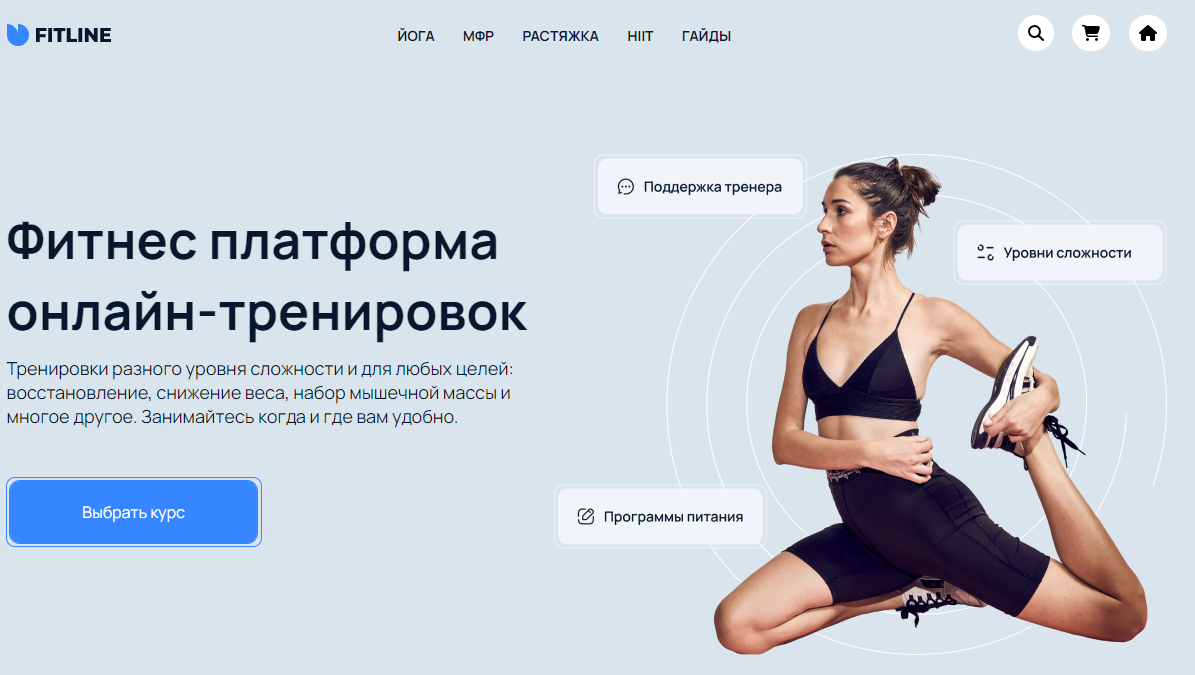 FITLINE
ЙОГА
МФР
РАСТЯЖКА
HIIT
ГАЙДЫ
Поддержка тренера
Уровни сложности
Фитнес платформа
онлайн-тренировок
Тренировки разного уровня сложности и для любых целей:
восстановление, снижение веса, набор мышечной массы и
многое другое. Занимайтесь когда и где вам удобно.
Выбрать курс
Программы питания